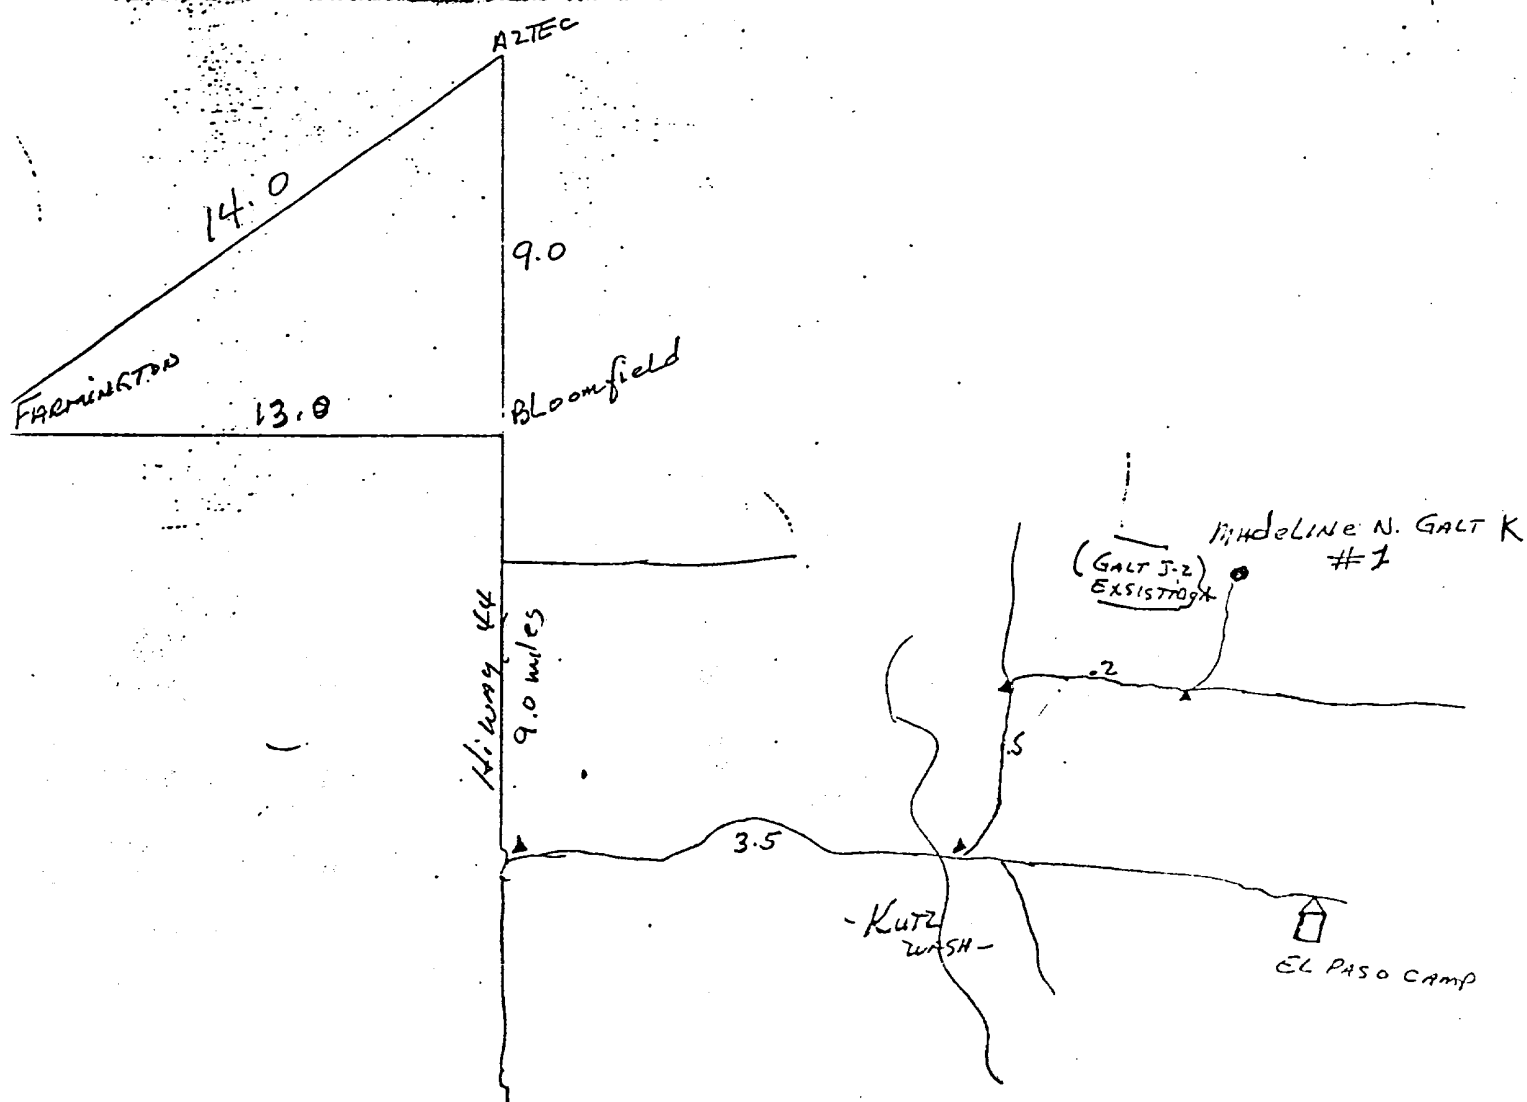 AZTEC
14.0
9.0
FARMINGTON
13.0
BLoomfield
Hiway 44
9.0 miles
MadeLINe N. GALT K
#1
(GALT J-2)
.2
.5
3.5
-KUTZ
WASH-
EL PASO CAMP